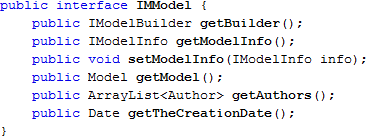 public interface IMModel {
    public IModelBuilder getBuilder();
    public IModelInfo getModelInfo();
    public void setModelInfo(IModelInfo info);
    public Model getModel();
    public ArrayList<Author> getAuthors();
    public Date getTheCreationDate();
}